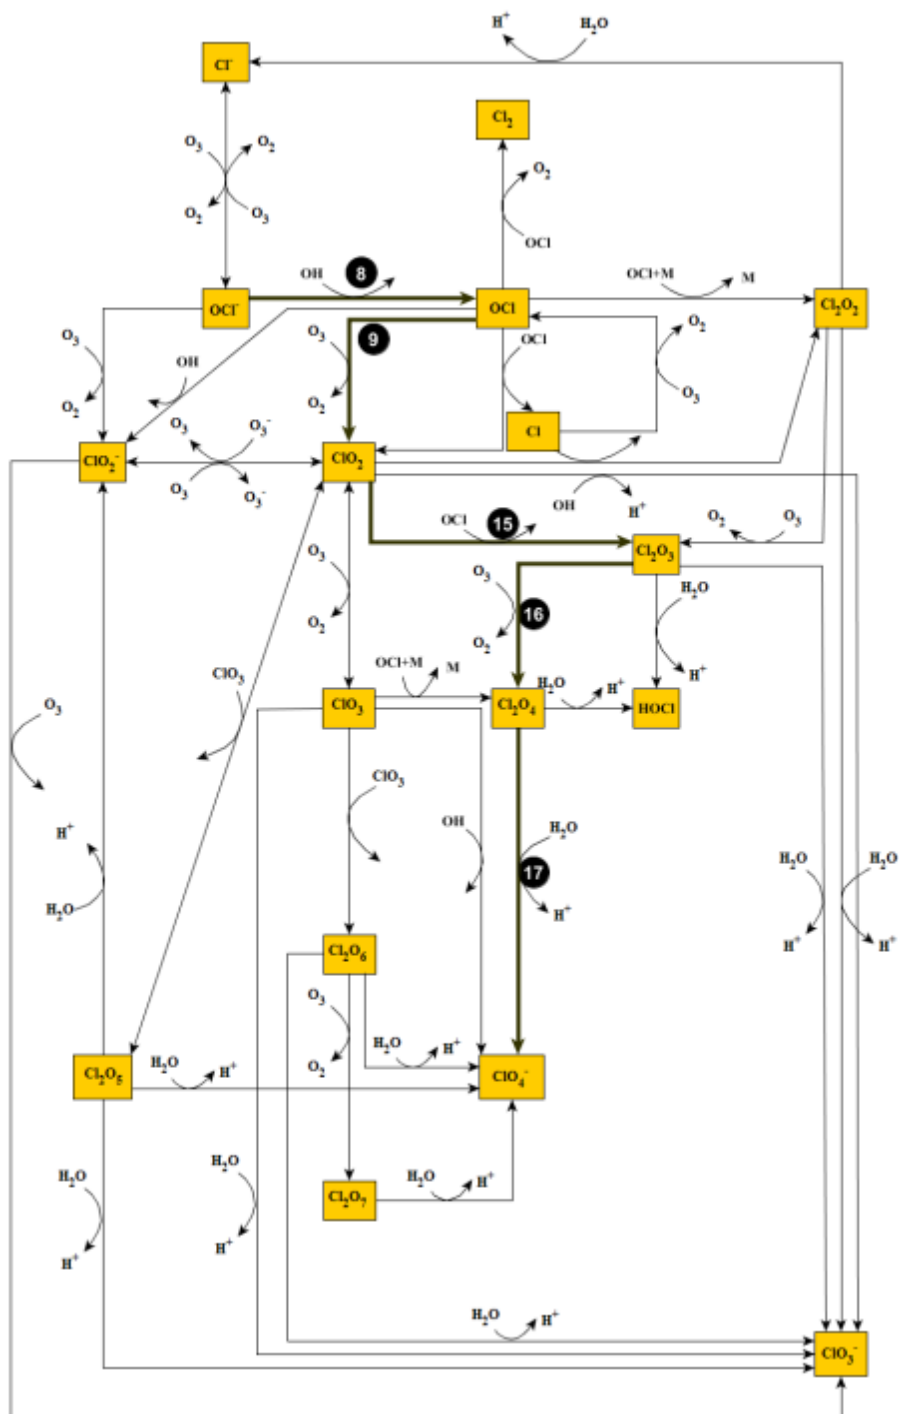 H⁺ H₂O
Cl⁻
Cl₂
O₃ O₂
O₂
O₂ O₃
OCl
OH 8
OCl+M M
OCl⁻ OCl Cl₂O₂
9
O₃ O₃ OCl O₂
OH
O₂ O₂ O₃
Cl
O₃ O₃⁻
ClO₂⁻ ClO₂
O₃ O₃⁻ OH H⁺
OCl 15 O₂ O₃
O₃ Cl₂O₃
O₃ H₂O
16
O₂ O₂
OCl+M M H⁺
ClO₃ H₂O H⁺
O₃ ClO₃ Cl₂O₄ HOCl
ClO₃
H⁺ OH H₂O
H₂O H₂O
17
H₂O H⁺
H⁺ H⁺
Cl₂O₆
O₃
H₂O H⁺
O₂
H₂O H⁺
Cl₂O₅ ClO₄⁻
H₂O H₂O H₂O H⁺
Cl₂O₇
H⁺ H⁺
H₂O H⁺
ClO₃⁻